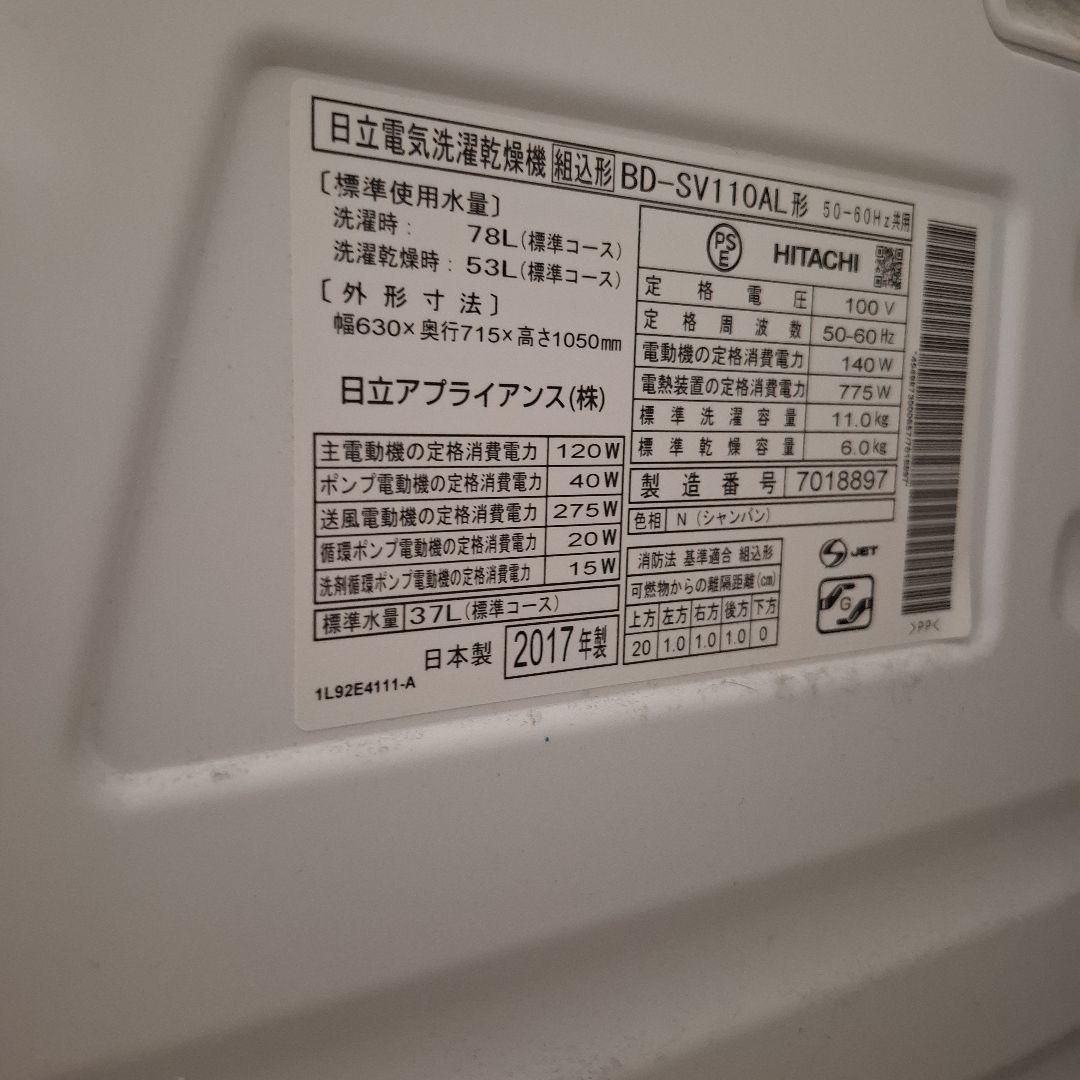 日立電気洗濯乾燥機 組込形 BD-SV110AL形 50-60Hz共用
〔標準使用水量〕
洗濯時： 78L(標準コース)
洗濯乾燥時：53L(標準コース)
〔外形寸法〕
幅630×奥行715×高さ1050mm
日立アプライアンス(株)
主電動機の定格消費電力 120W
ポンプ電動機の定格消費電力 40W
送風電動機の定格消費電力 275W
循環ポンプ電動機の定格消費電力 20W
洗剤循環ポンプ電動機の定格消費電力 15W
標準水量 37L(標準コース)
日本製 2017年製
1L92E4111-A
PSE HITACHI
定格電圧 100V
定格周波数 50-60Hz
電動機の定格消費電力 140W
電熱装置の定格消費電力 775W
標準洗濯容量 11.0kg
標準乾燥容量 6.0kg
製造番号 7018897
色相 N(シャンパン)
消防法 基準適合 組込形
可燃物からの離隔距離(cm)
上方 左方 右方 後方 下方
20 1.0 1.0 1.0 0
JET
G
>PP<